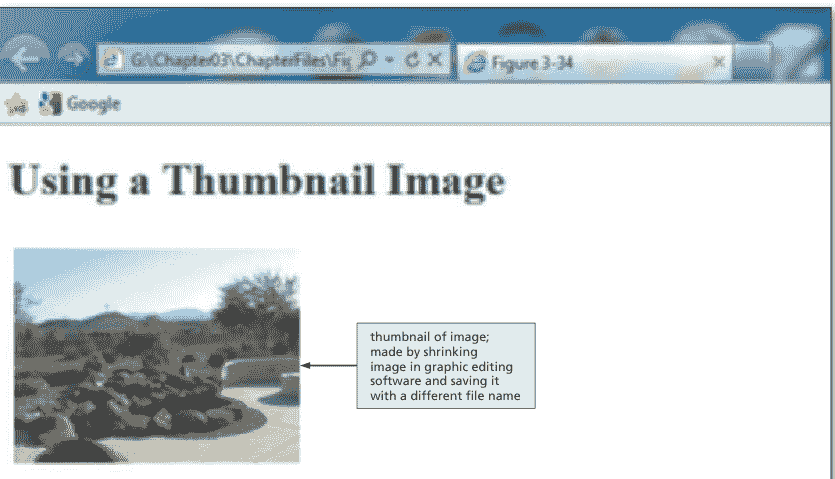 G:\Chapter03\ChapterFiles\Fig
Figure 3-34
Google
Using a Thumbnail Image
thumbnail of image;
made by shrinking
image in graphic editing
software and saving it
with a different file name